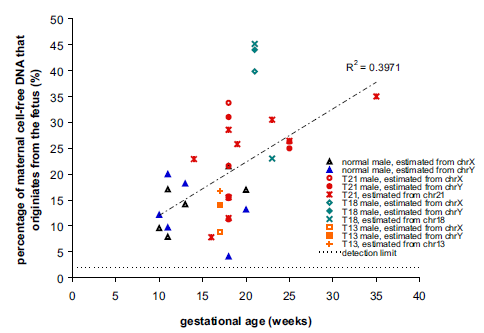 percentage of maternal cell-free DNA that
originiates from the fetus (%)
50
45
40
35
30
25
20
15
10
5
0
R2 = 0.3971
normal male, estimated from chrX
normal male, estimated from chrY
T21 male, estimated from chrX
T21 male, estimated from chrY
T21, estimated from chr21
T18 male, estimated from chrX
T18 male, estimated from chrY
T18, estimated from chr18
T13 male, estimated from chrX
T13 male, estimated from chrY
T13, estimated from chr13
detection limit
0 5 10 15 20 25 30 35 40
gestational age (weeks)